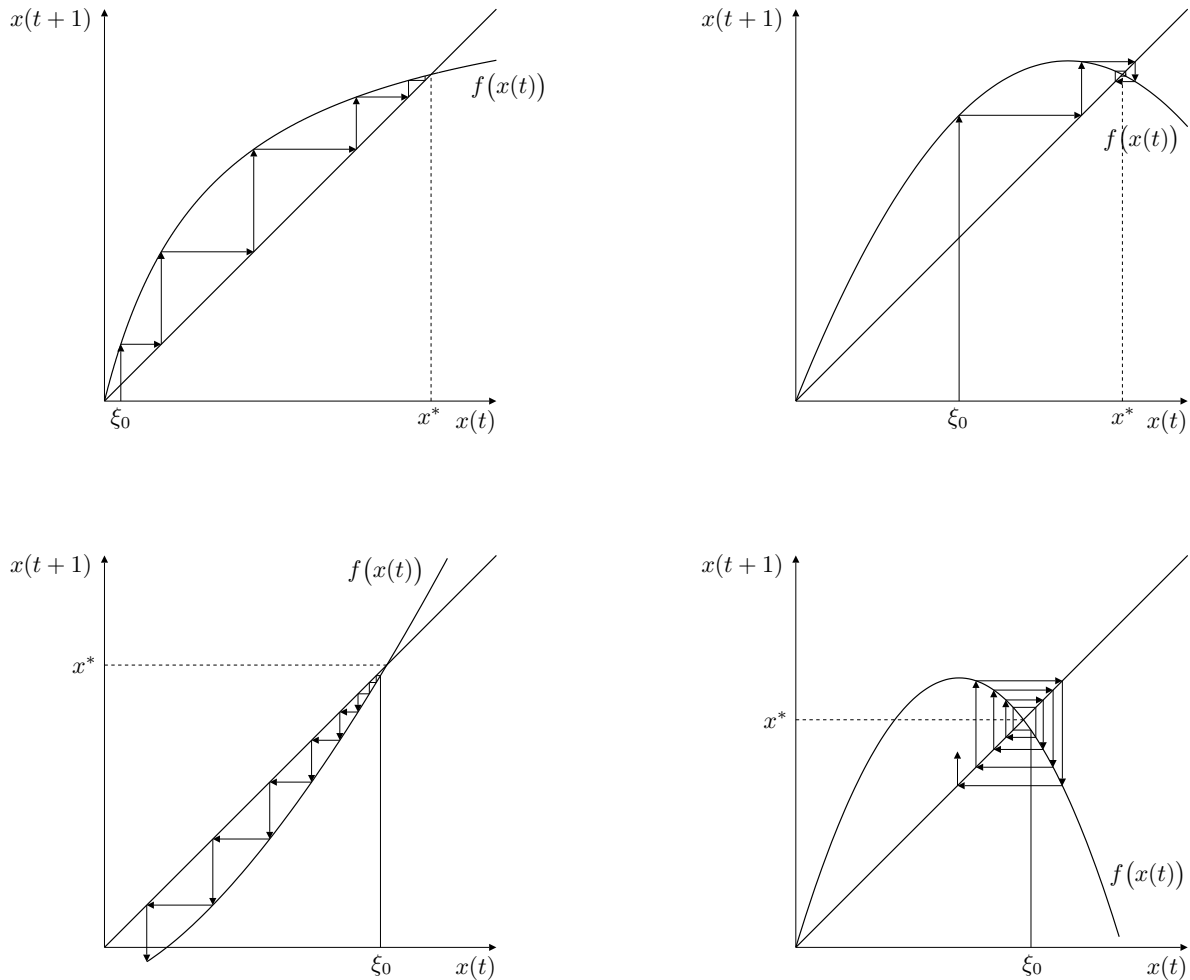 x(t + 1)
f(x(t))
ξ₀
x*
x(t)
x(t + 1)
f(x(t))
ξ₀
x*
x(t)
x(t + 1)
f(x(t))
x*
ξ₀
x(t)
x(t + 1)
x*
f(x(t))
ξ₀
x(t)